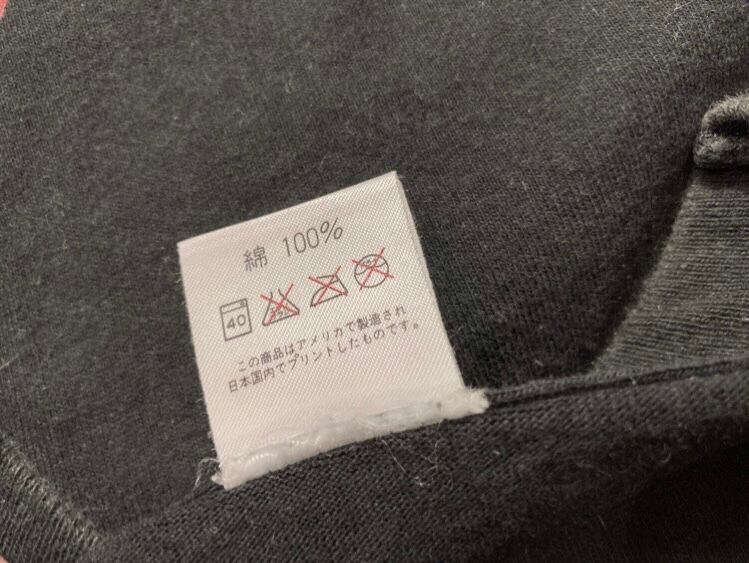 綿 100%
40
この商品はアメリカで製造され
日本国内でプリントしたものです。